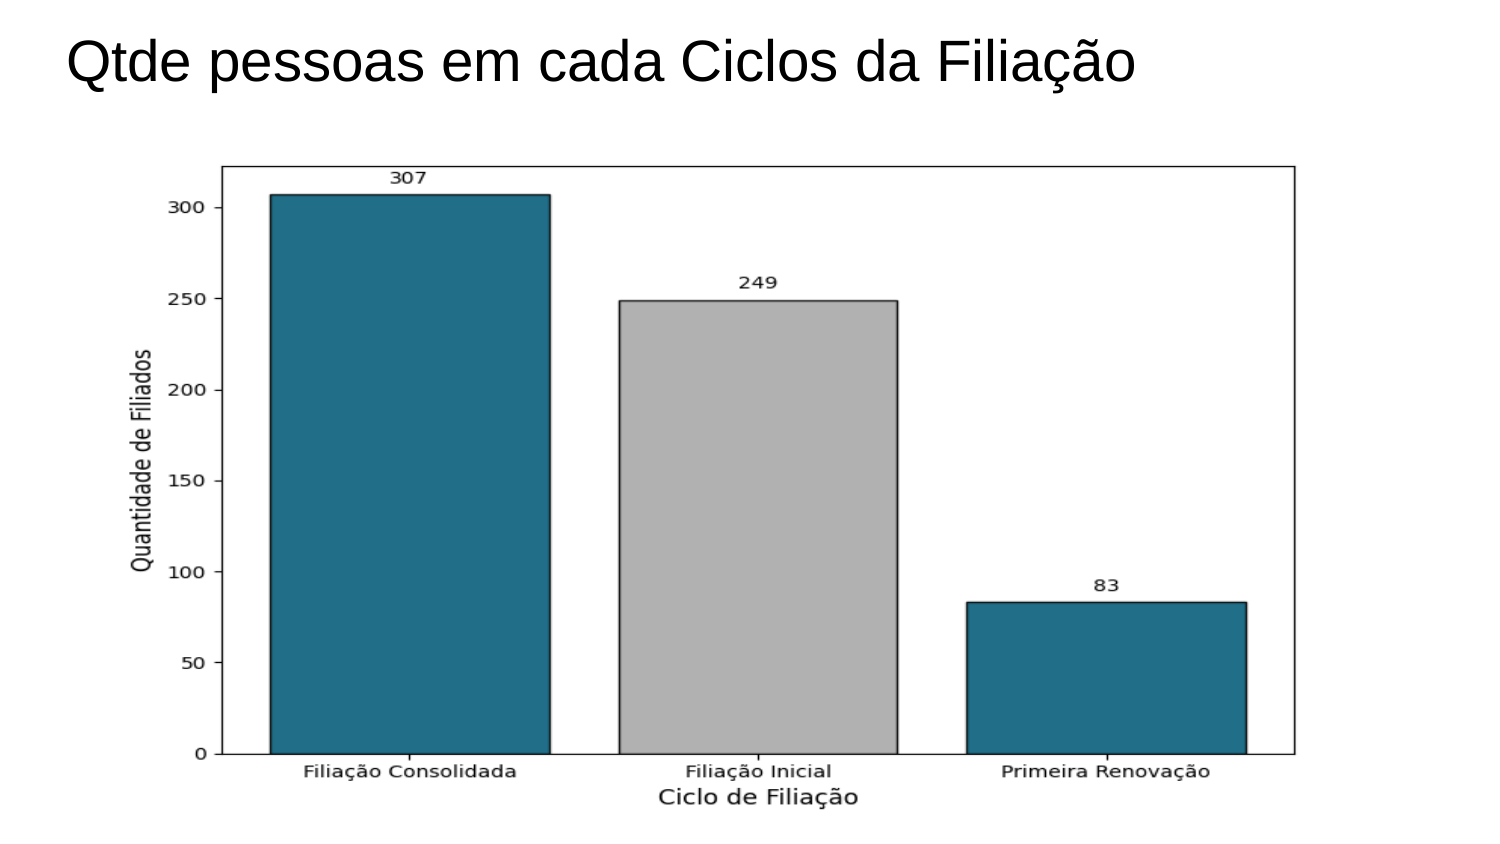 Qtde pessoas em cada Ciclos da Filiação
307
300
249
250
Quantidade de Filiados
200
150
100
83
50
0
Filiação Consolidada
Filiação Inicial
Primeira Renovação
Ciclo de Filiação